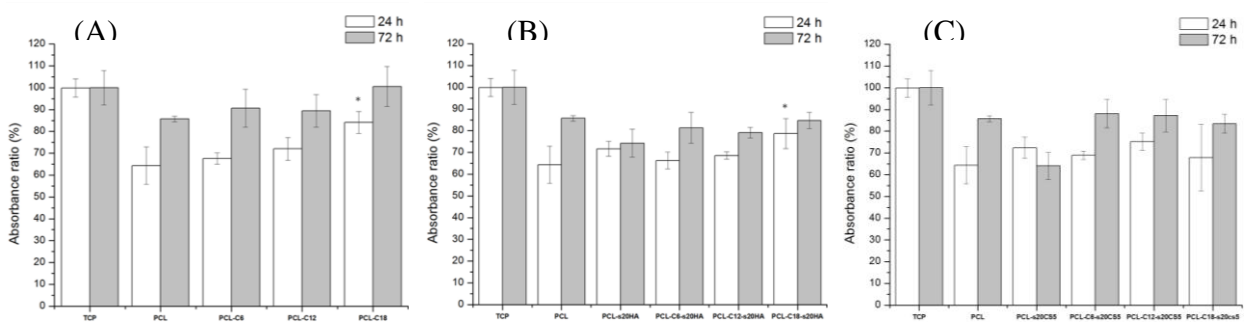 (A)
24 h
72 h
Absorbance ratio (%)
120
110
100
90
80
70
60
50
40
30
20
10
0
*
TCP PCL PCL-C6 PCL-C12 PCL-C18
(B)
24 h
72 h
Absorbance ratio (%)
120
110
100
90
80
70
60
50
40
30
20
10
0
*
TCP PCL PCL-s20HA PCL-C6-s20HA PCL-C12-s20HA PCL-C18-s20HA
(C)
24 h
72 h
Absorbance ratio (%)
120
110
100
90
80
70
60
50
40
30
20
10
0
TCP PCL PCL-s20CS5 PCL-C6-s20CS5 PCL-C12-s20CS5 PCL-C18-s20cs5